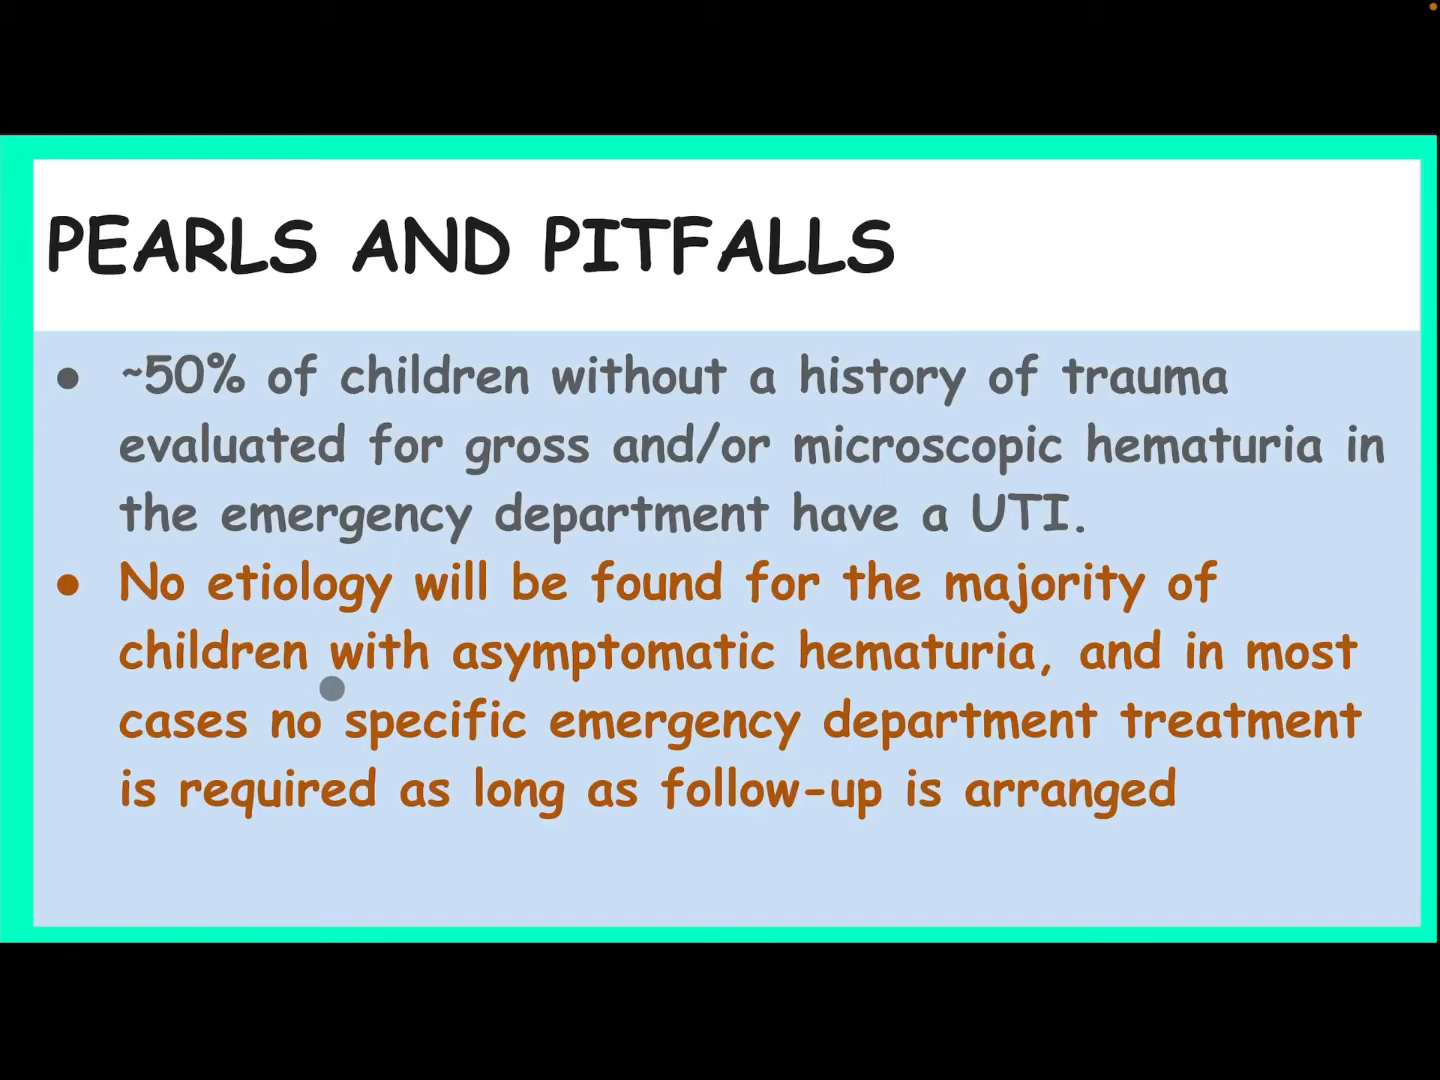 PEARLS AND PITFALLS
● ~50% of children without a history of trauma
evaluated for gross and/or microscopic hematuria in
the emergency department have a UTI.
● No etiology will be found for the majority of
children with asymptomatic hematuria, and in most
cases no specific emergency department treatment
is required as long as follow-up is arranged